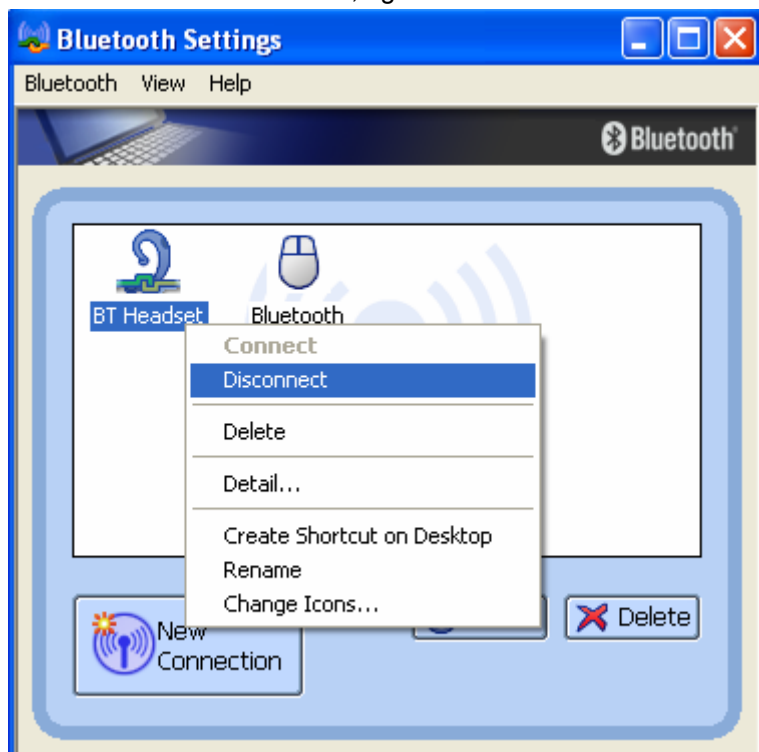 Bluetooth Settings
Bluetooth View Help
Bluetooth
BT Headset Bluetooth
Connect
Disconnect
Delete
Detail...
Create Shortcut on Desktop
Rename
Change Icons...
New
Connection
Delete